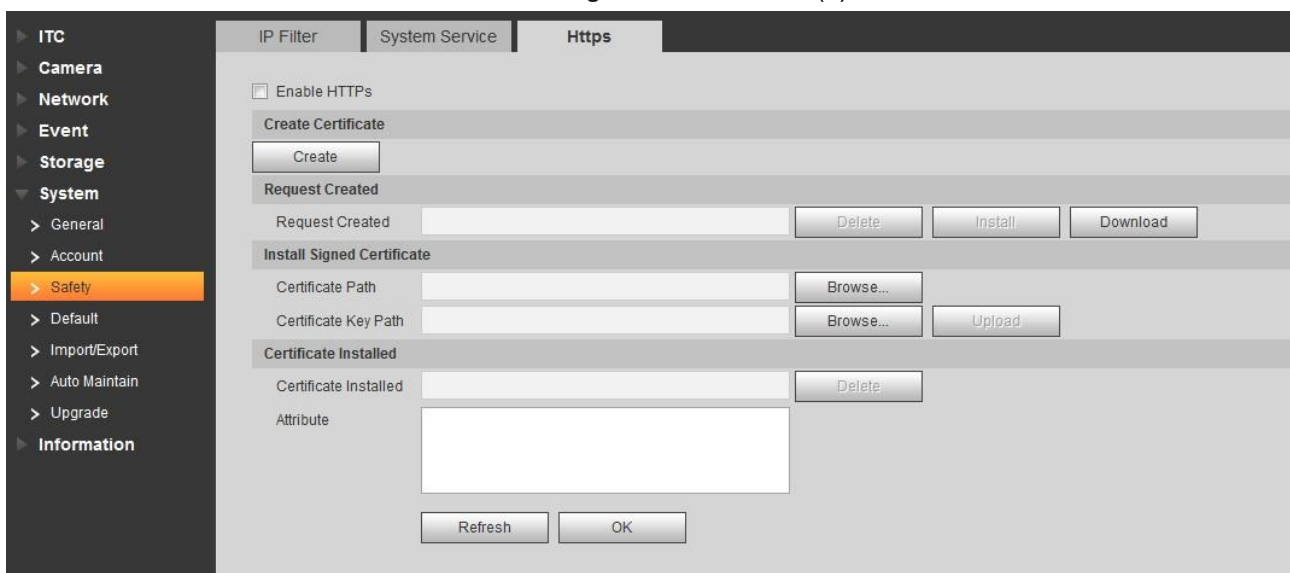 ITC
Camera
Network
Event
Storage
System
> General
> Account
> Safety
> Default
> Import/Export
> Auto Maintain
> Upgrade
Information
IP Filter System Service Https
Enable HTTPs
Create Certificate
Create
Request Created
Request Created Delete Install Download
Install Signed Certificate
Certificate Path Browse...
Certificate Key Path Browse... Upload
Certificate Installed
Certificate Installed Delete
Attribute
Refresh OK